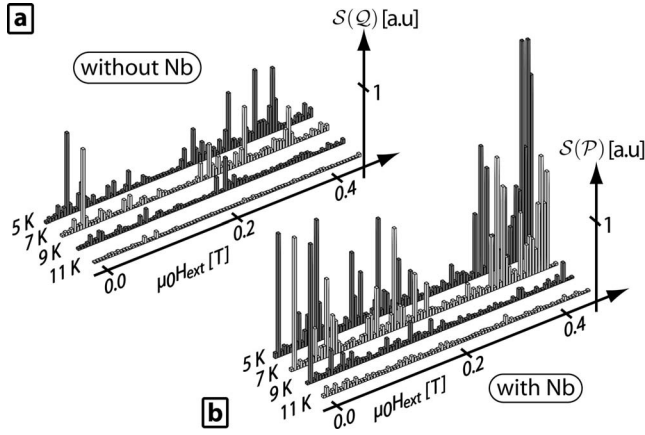 a
S(Q) [a.u]
without Nb
1
5 K
7 K
9 K
11 K
0.0
0.2
0.4
μ0Hext [T]
S(P) [a.u]
1
5 K
7 K
9 K
11 K
0.0
0.2
0.4
μ0Hext [T]
b
with Nb